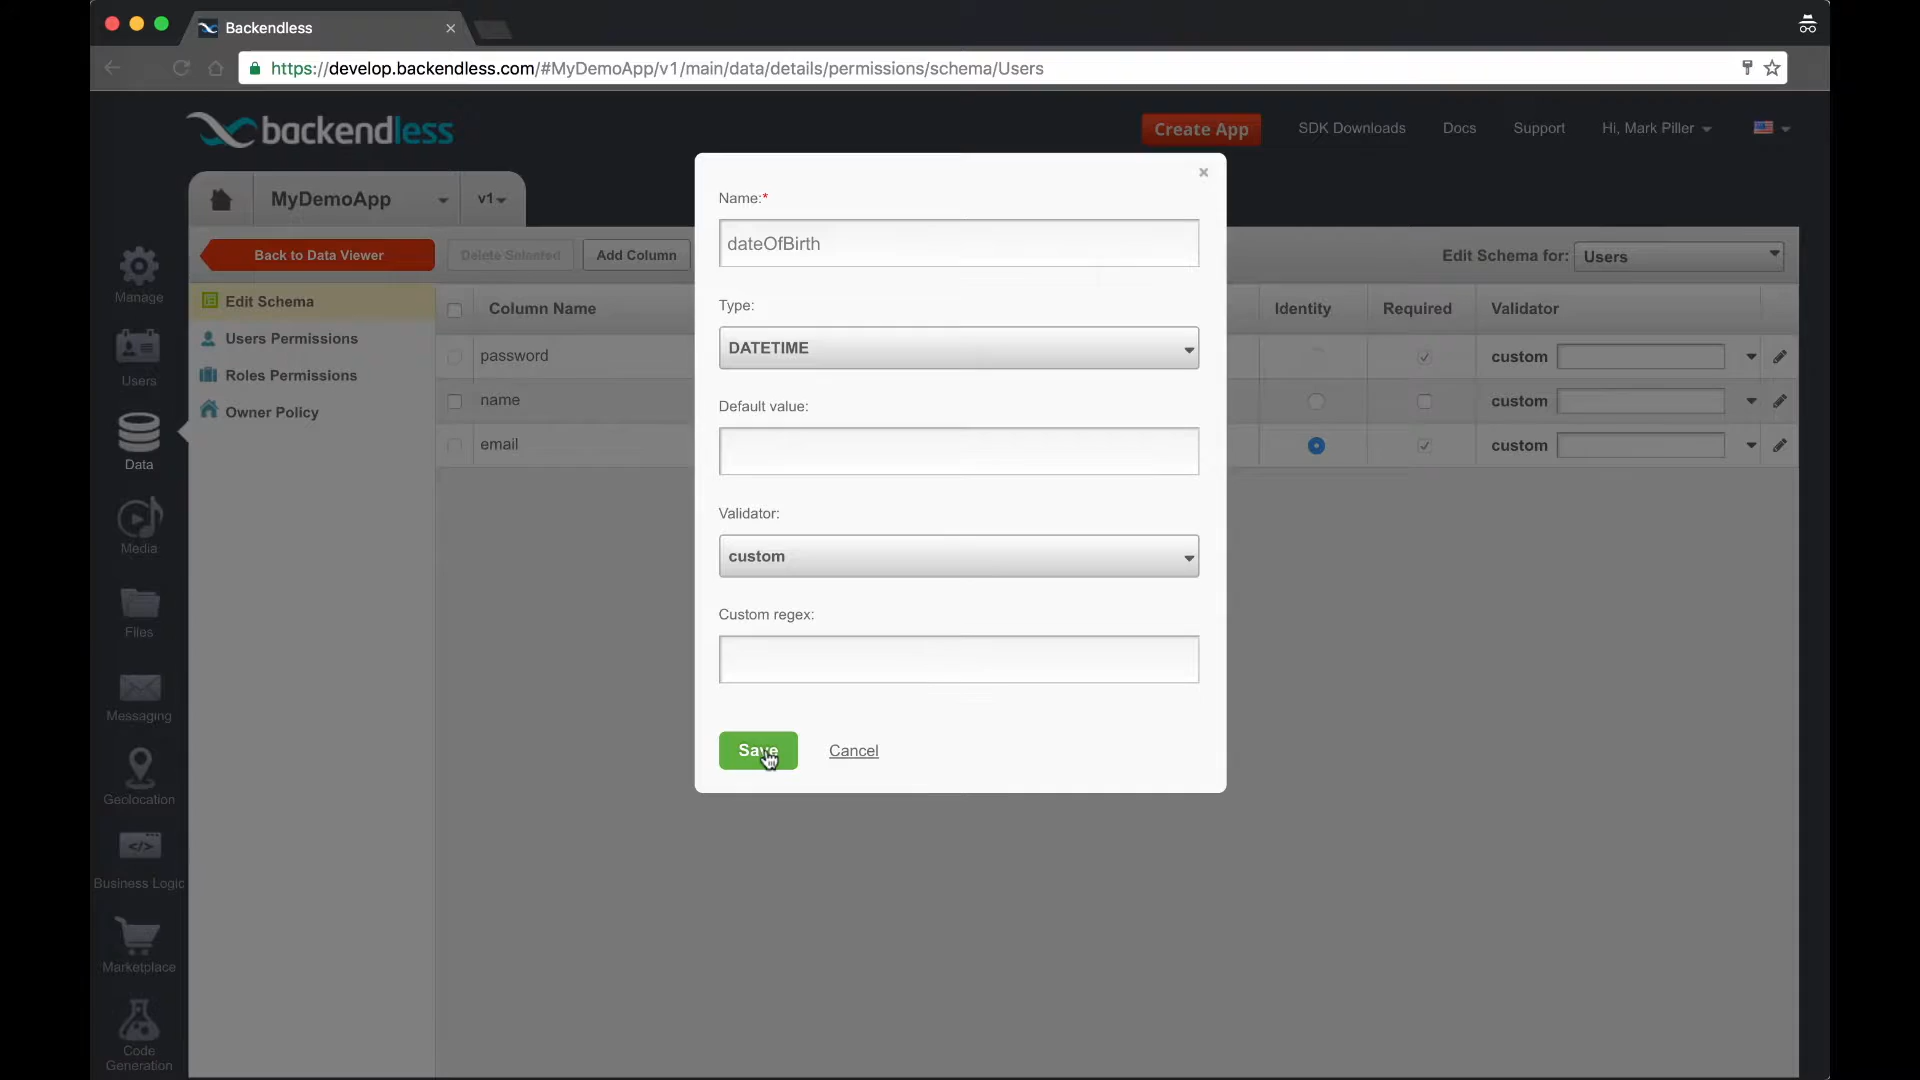 Backendless
https://develop.backendless.com/#MyDemoApp/v1/main/data/details/permissions/schema/Users
backendless
Create App
SDK Downloads
Docs
Support
Hi, Mark Piller
MyDemoApp
v1
Back to Data Viewer
Delete Selected
Add Column
Edit Schema for:
Users
Manage
Users
Data
Media
Files
Messaging
Geolocation
Business Logic
Marketplace
Code
Generation
Edit Schema
Users Permissions
Roles Permissions
Owner Policy
Column Name
Identity
Required
Validator
password
custom
name
custom
email
custom
Name:*
dateOfBirth
Type:
DATETIME
Default value:
Validator:
custom
Custom regex:
Save
Cancel